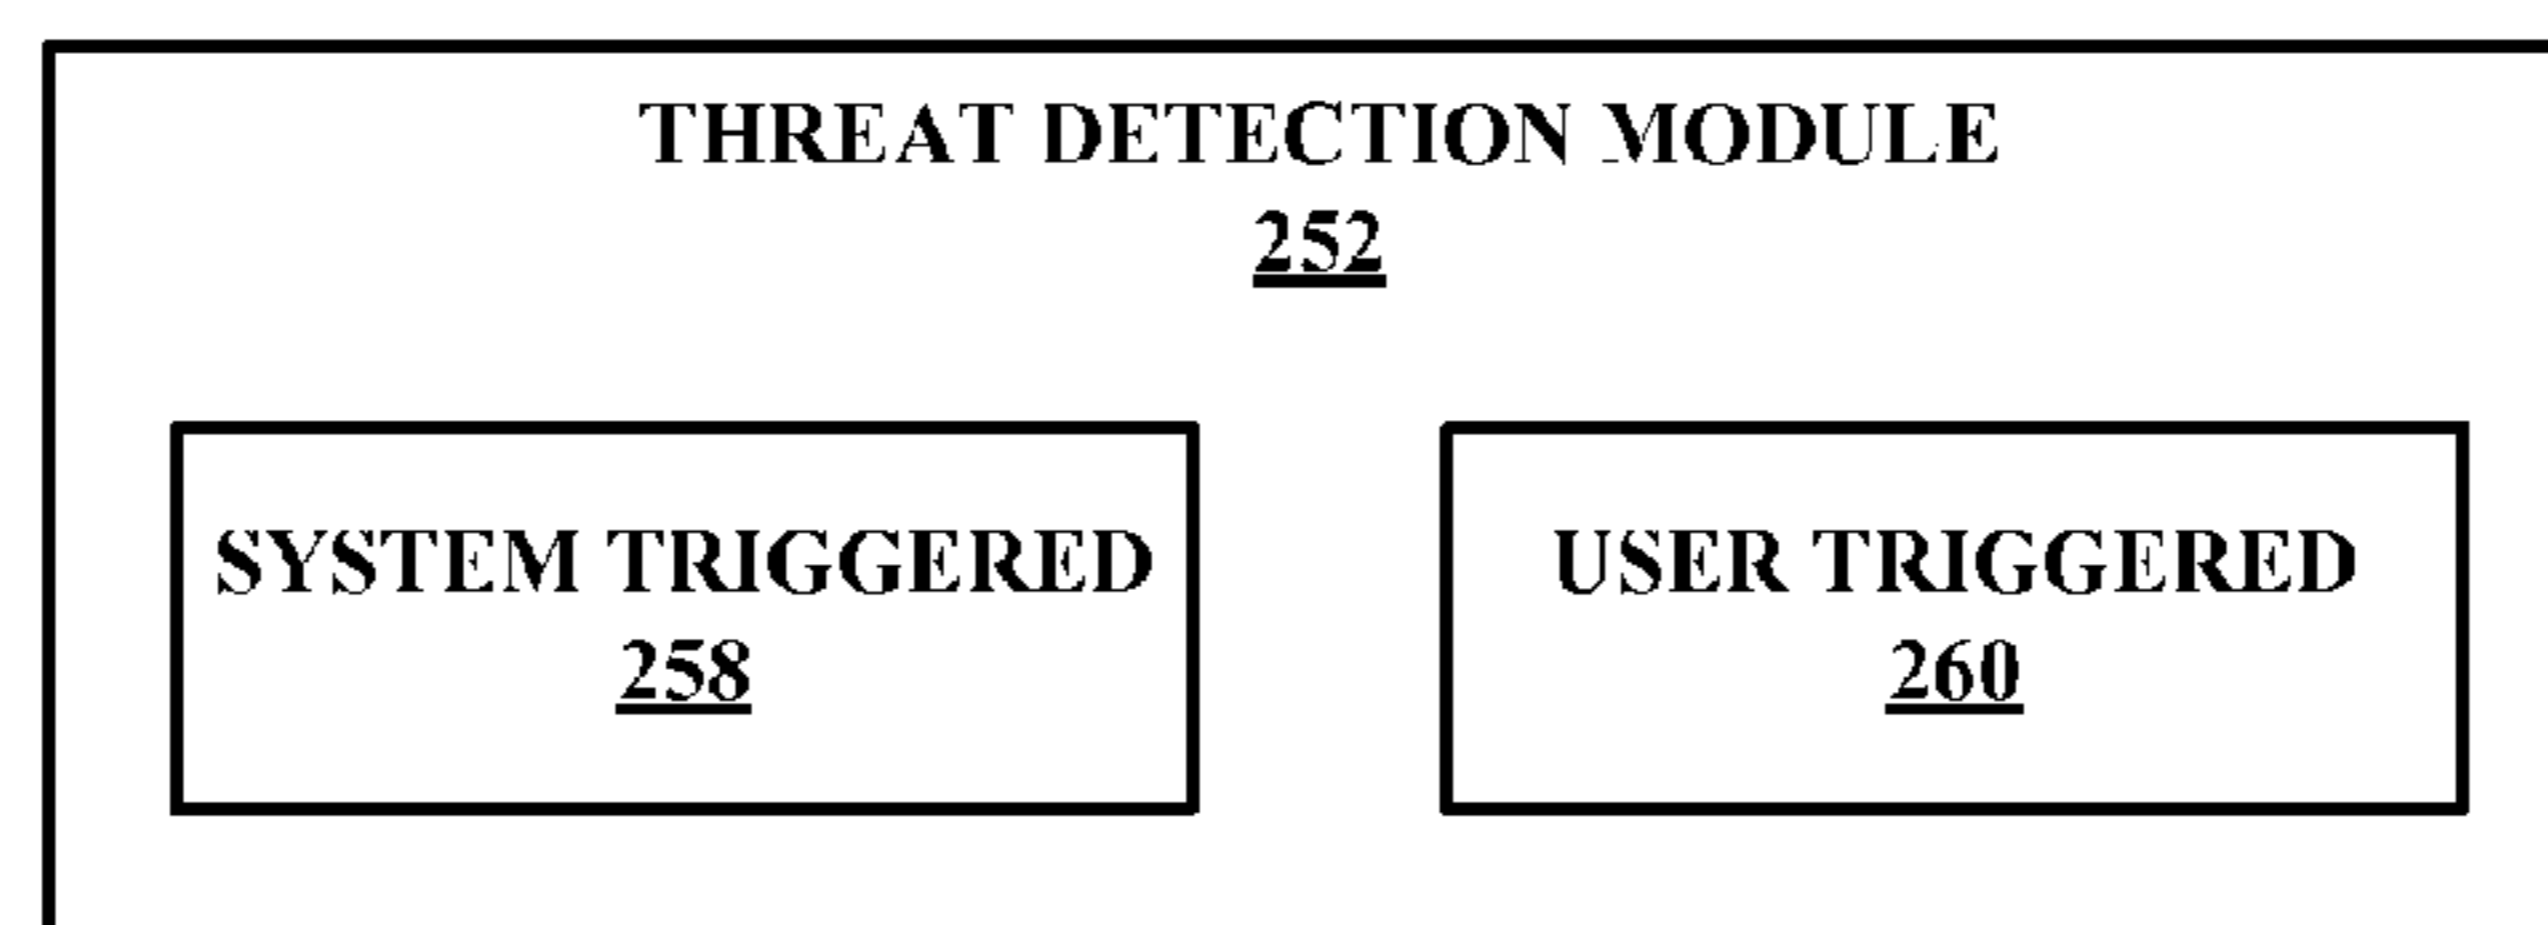 THREAT DETECTION MODULE
252
SYSTEM TRIGGERED
258
USER TRIGGERED
260